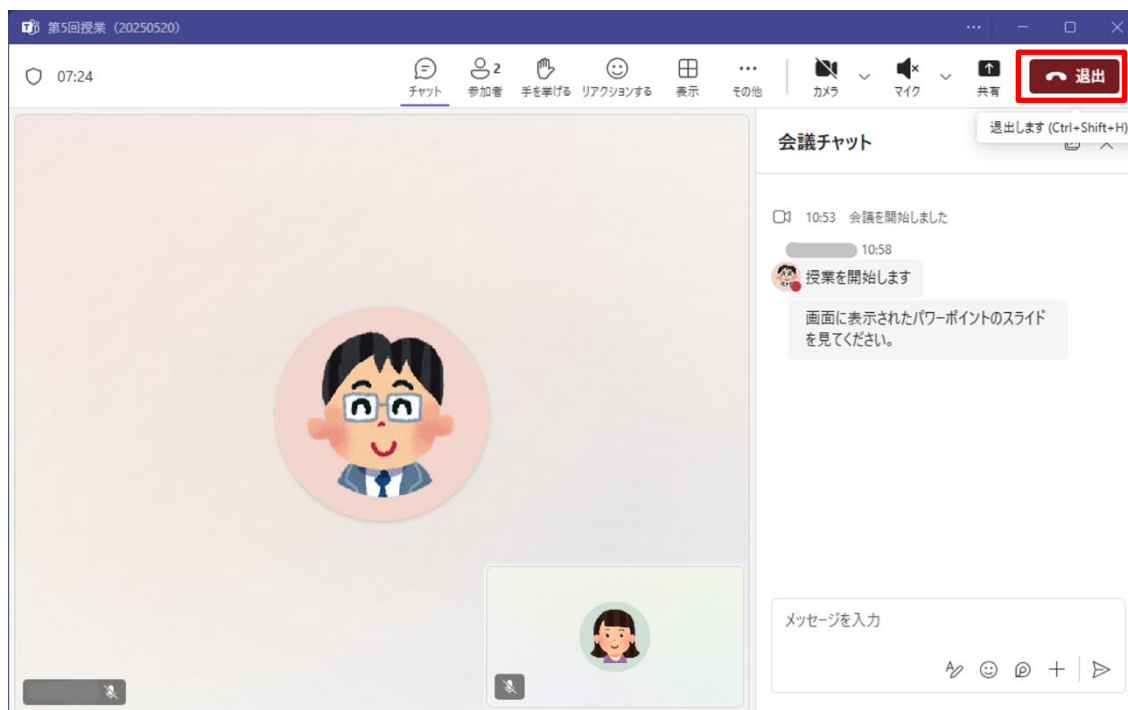 第5回授業（20250520）
07:24
チャット
2
参加者
手を挙げる
リアクションする
表示
その他
カメラ
マイク
共有
退出
退出します (Ctrl+Shift+H)
会議チャット
10:53 会議を開始しました
10:58
授業を開始します
画面に表示されたパワーポイントのスライド
を見てください。
メッセージを入力